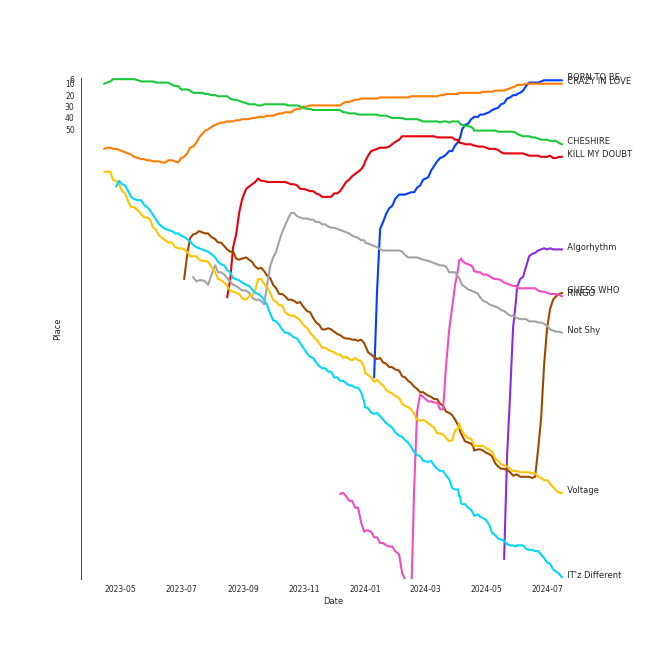 6
10
20
30
40
50
Place
BORN TO BE
CRAZY IN LOVE
CHESHIRE
KILL MY DOUBT
Algorhythm
GUESS WHO
RINGO
Not Shy
Voltage
IT'z Different
2023-05 2023-07 2023-09 2023-11 2024-01 2024-03 2024-05 2024-07
Date